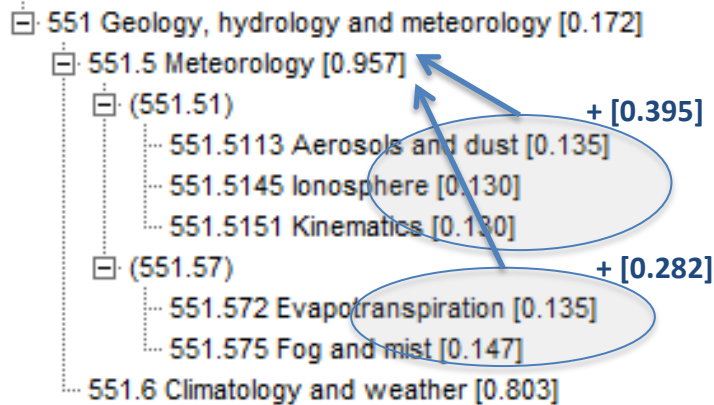 551 Geology, hydrology and meteorology [0.172]
551.5 Meteorology [0.957]
(551.51)
+ [0.395]
551.5113 Aerosols and dust [0.135]
551.5145 Ionosphere [0.130]
551.5151 Kinematics [0.130]
(551.57)
+ [0.282]
551.572 Evapotranspiration [0.135]
551.575 Fog and mist [0.147]
551.6 Climatology and weather [0.803]